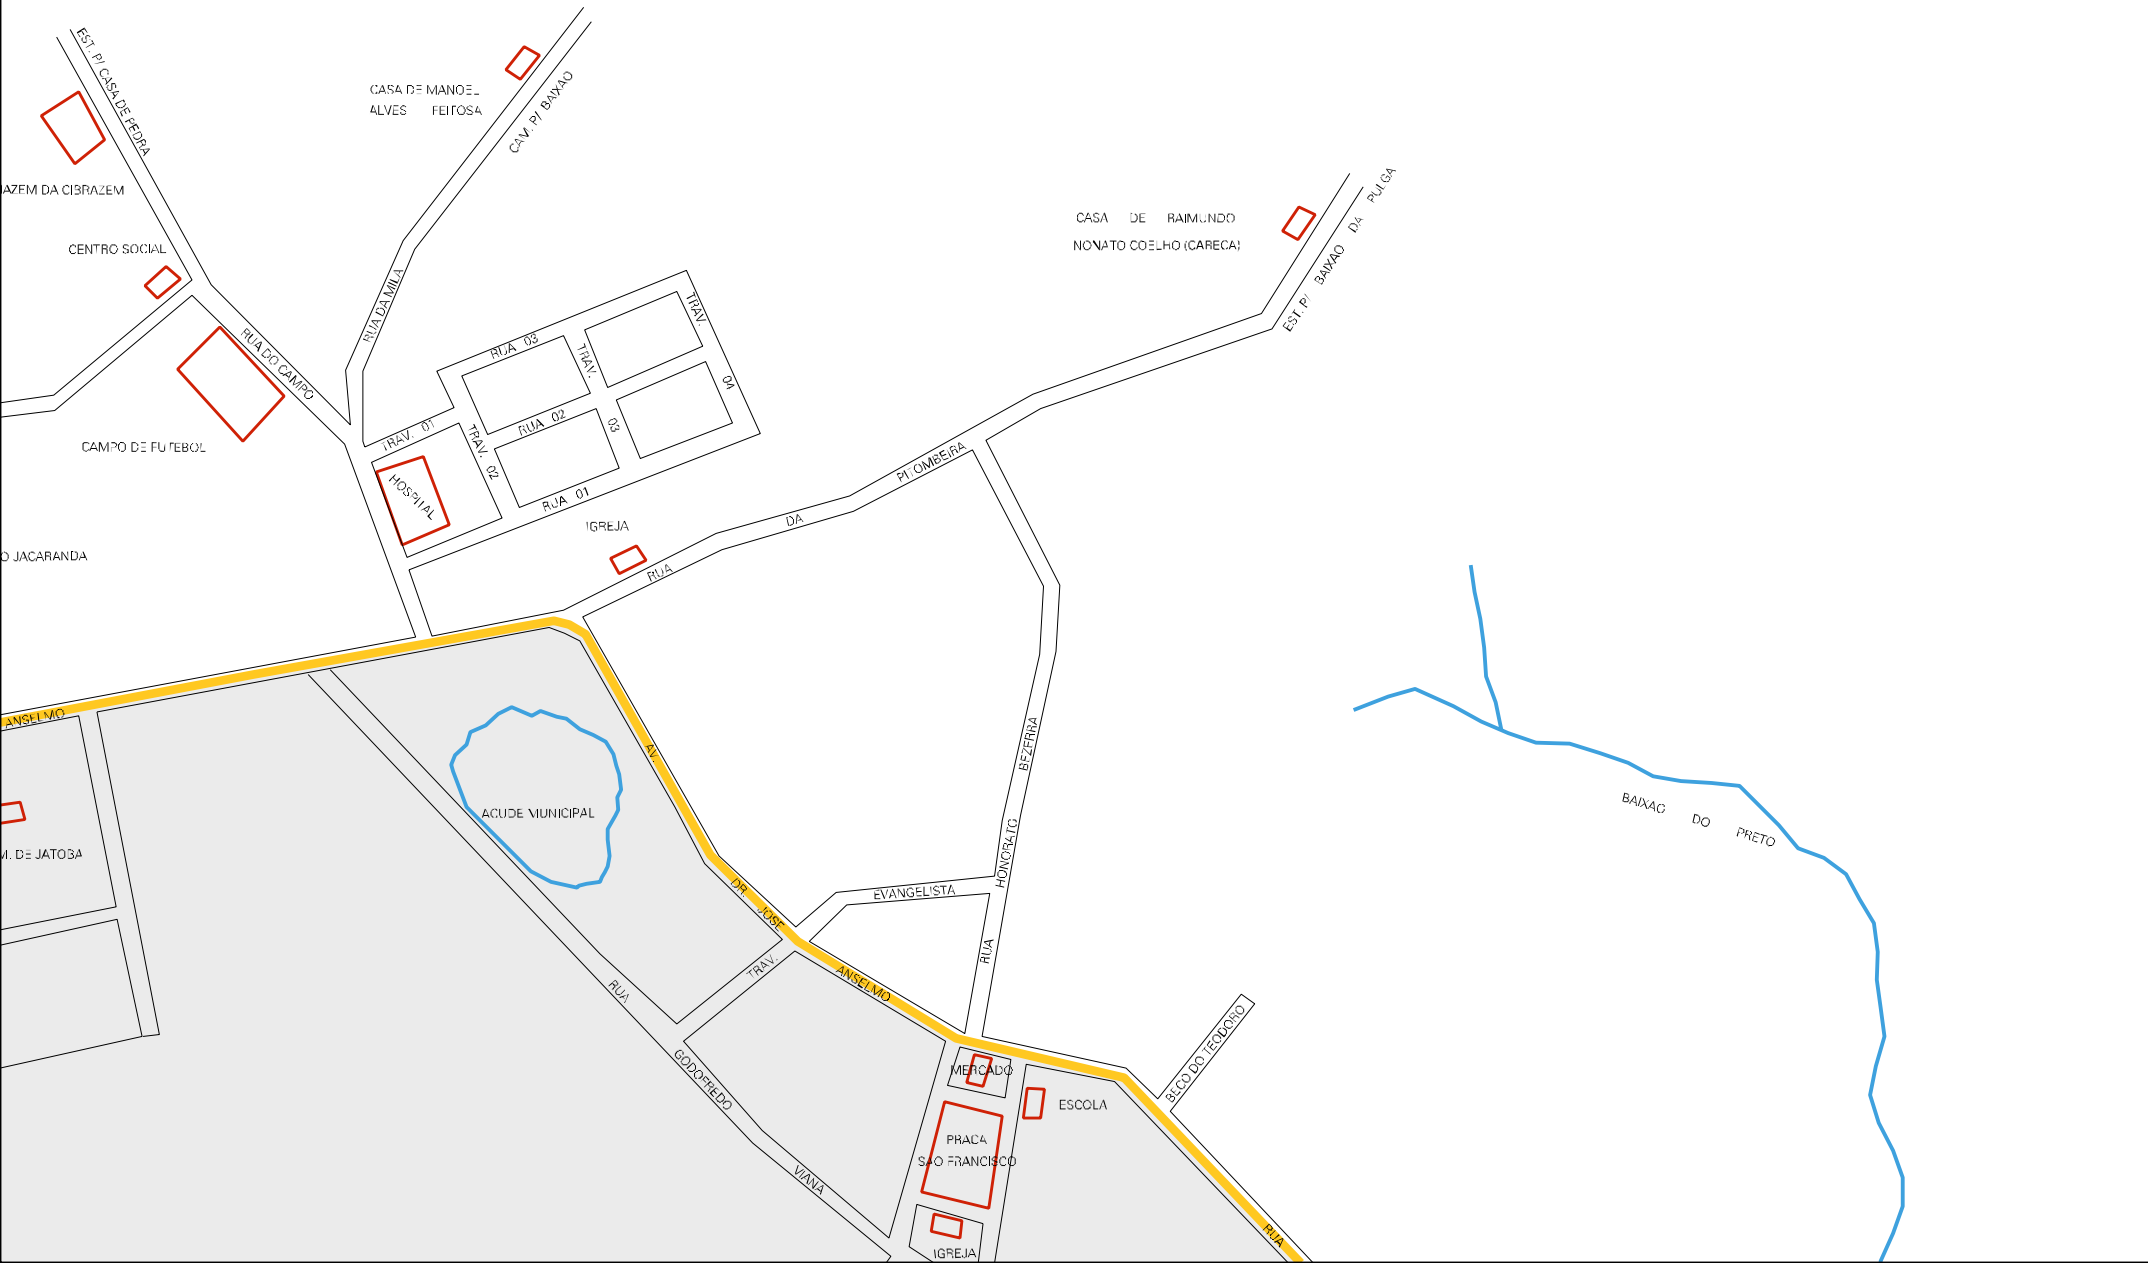 EST. P/ CASA DE PEDRA
CASA DE MANOEL
ALVES FEITOSA
CAM. P/ BAIXAO
AZEM DA CIBRAZEM
CENTRO SOCIAL
RUA DA MILA
RUA DO CAMPO
CAMPO DE FUTEBOL
CASA DE RAIMUNDO
NONATO COELHO (CARECA)
EST. P/ BAIXAO DA PULGA
RUA 03
TRAV. 04
TRAV. 03
RUA 02
TRAV. 01
TRAV. 02
HOSPITAL
RUA 01
IGREJA
RUA DA PITOMBEIRA
O JACARANDA
ANSELMO
M. DE JATOBA
ACUDE MUNICIPAL
AV. DR. JOSE ANSELMO
RUA HONORATO BEZERRA
TRAV. EVANGELISTA
RUA GODOFREDO VIANA
BAIXAO DO PRETO
BECO DO TEODORO
MERCADO
ESCOLA
PRACA
SAO FRANCISCO
IGREJA
RUA